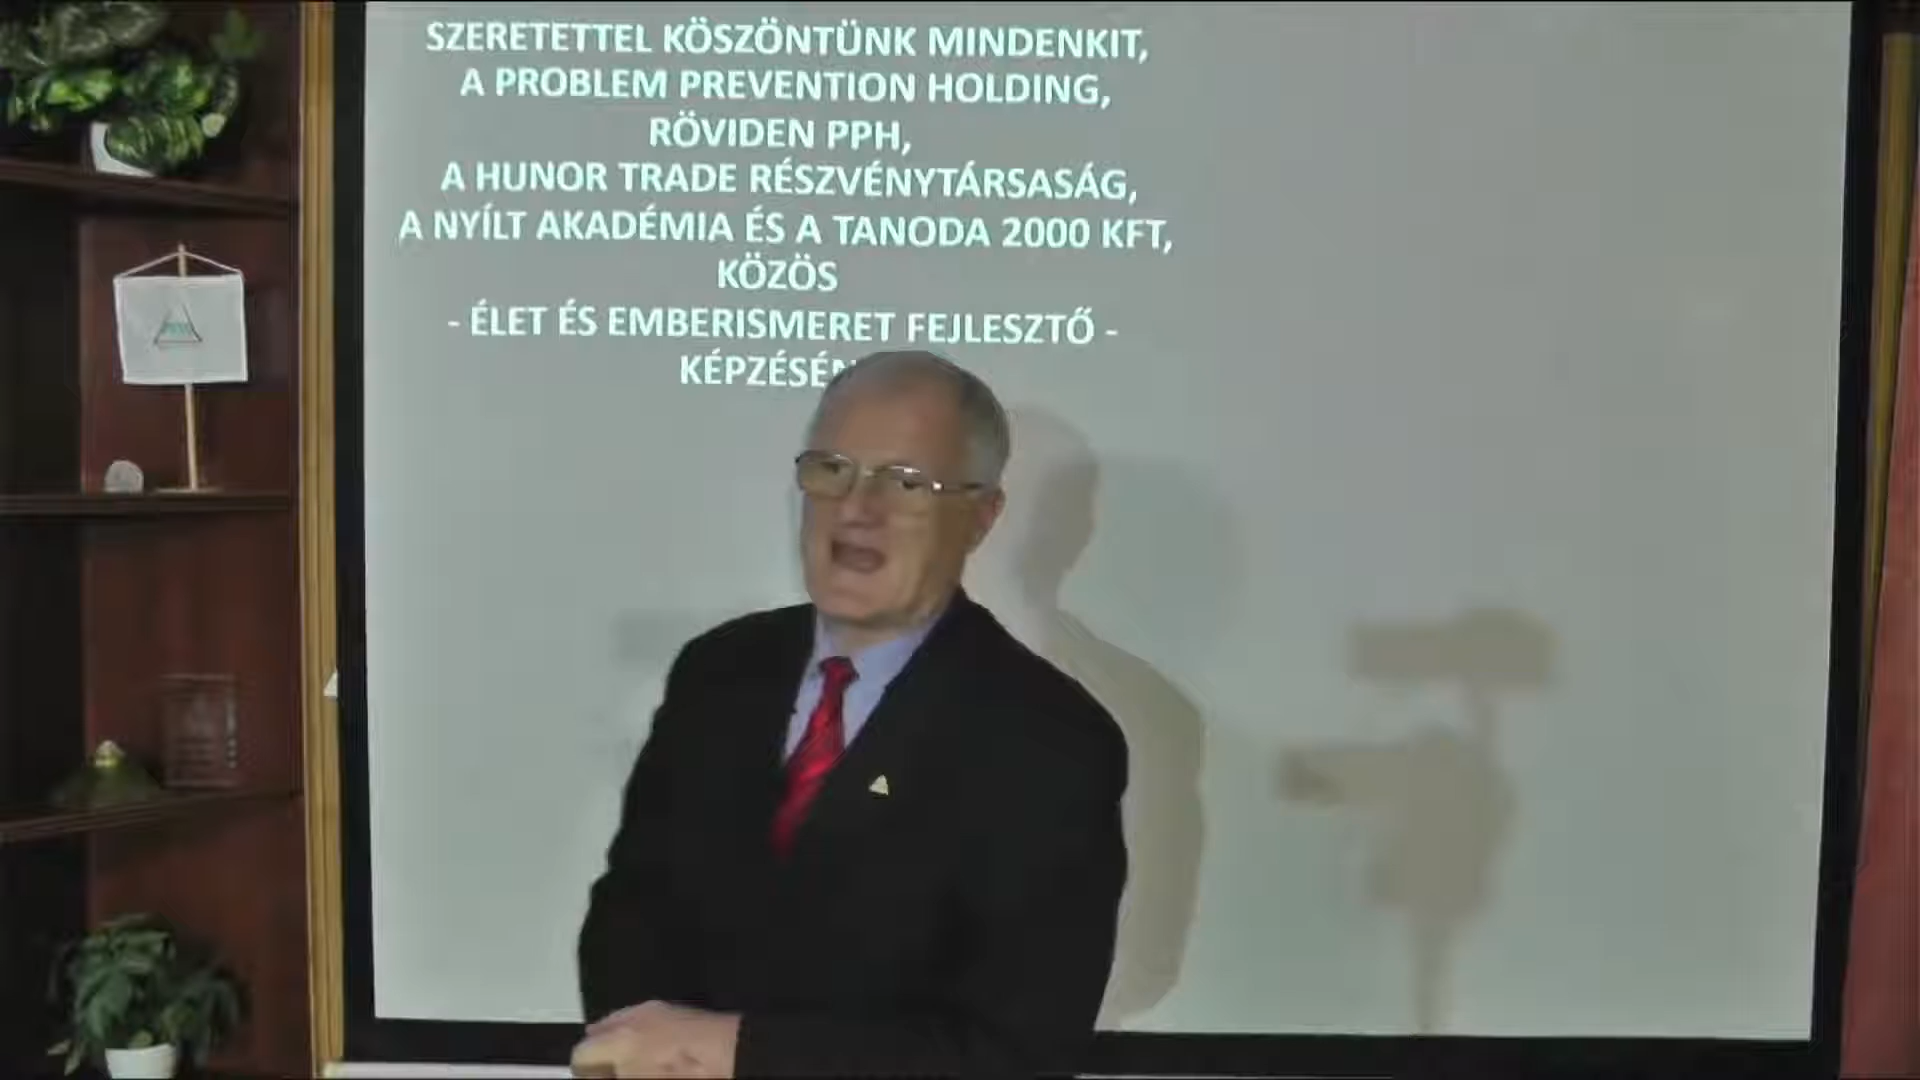 SZERETETTEL KÖSZÖNTÜNK MINDENKIT,
A PROBLEM PREVENTION HOLDING,
RÖVIDEN PPH,
A HUNOR TRADE RÉSZVÉNYTÁRSASÁG,
A NYÍLT AKADÉMIA ÉS A TANODA 2000 KFT,
KÖZÖS
- ÉLET ÉS EMBERISMERET FEJLESZTŐ -